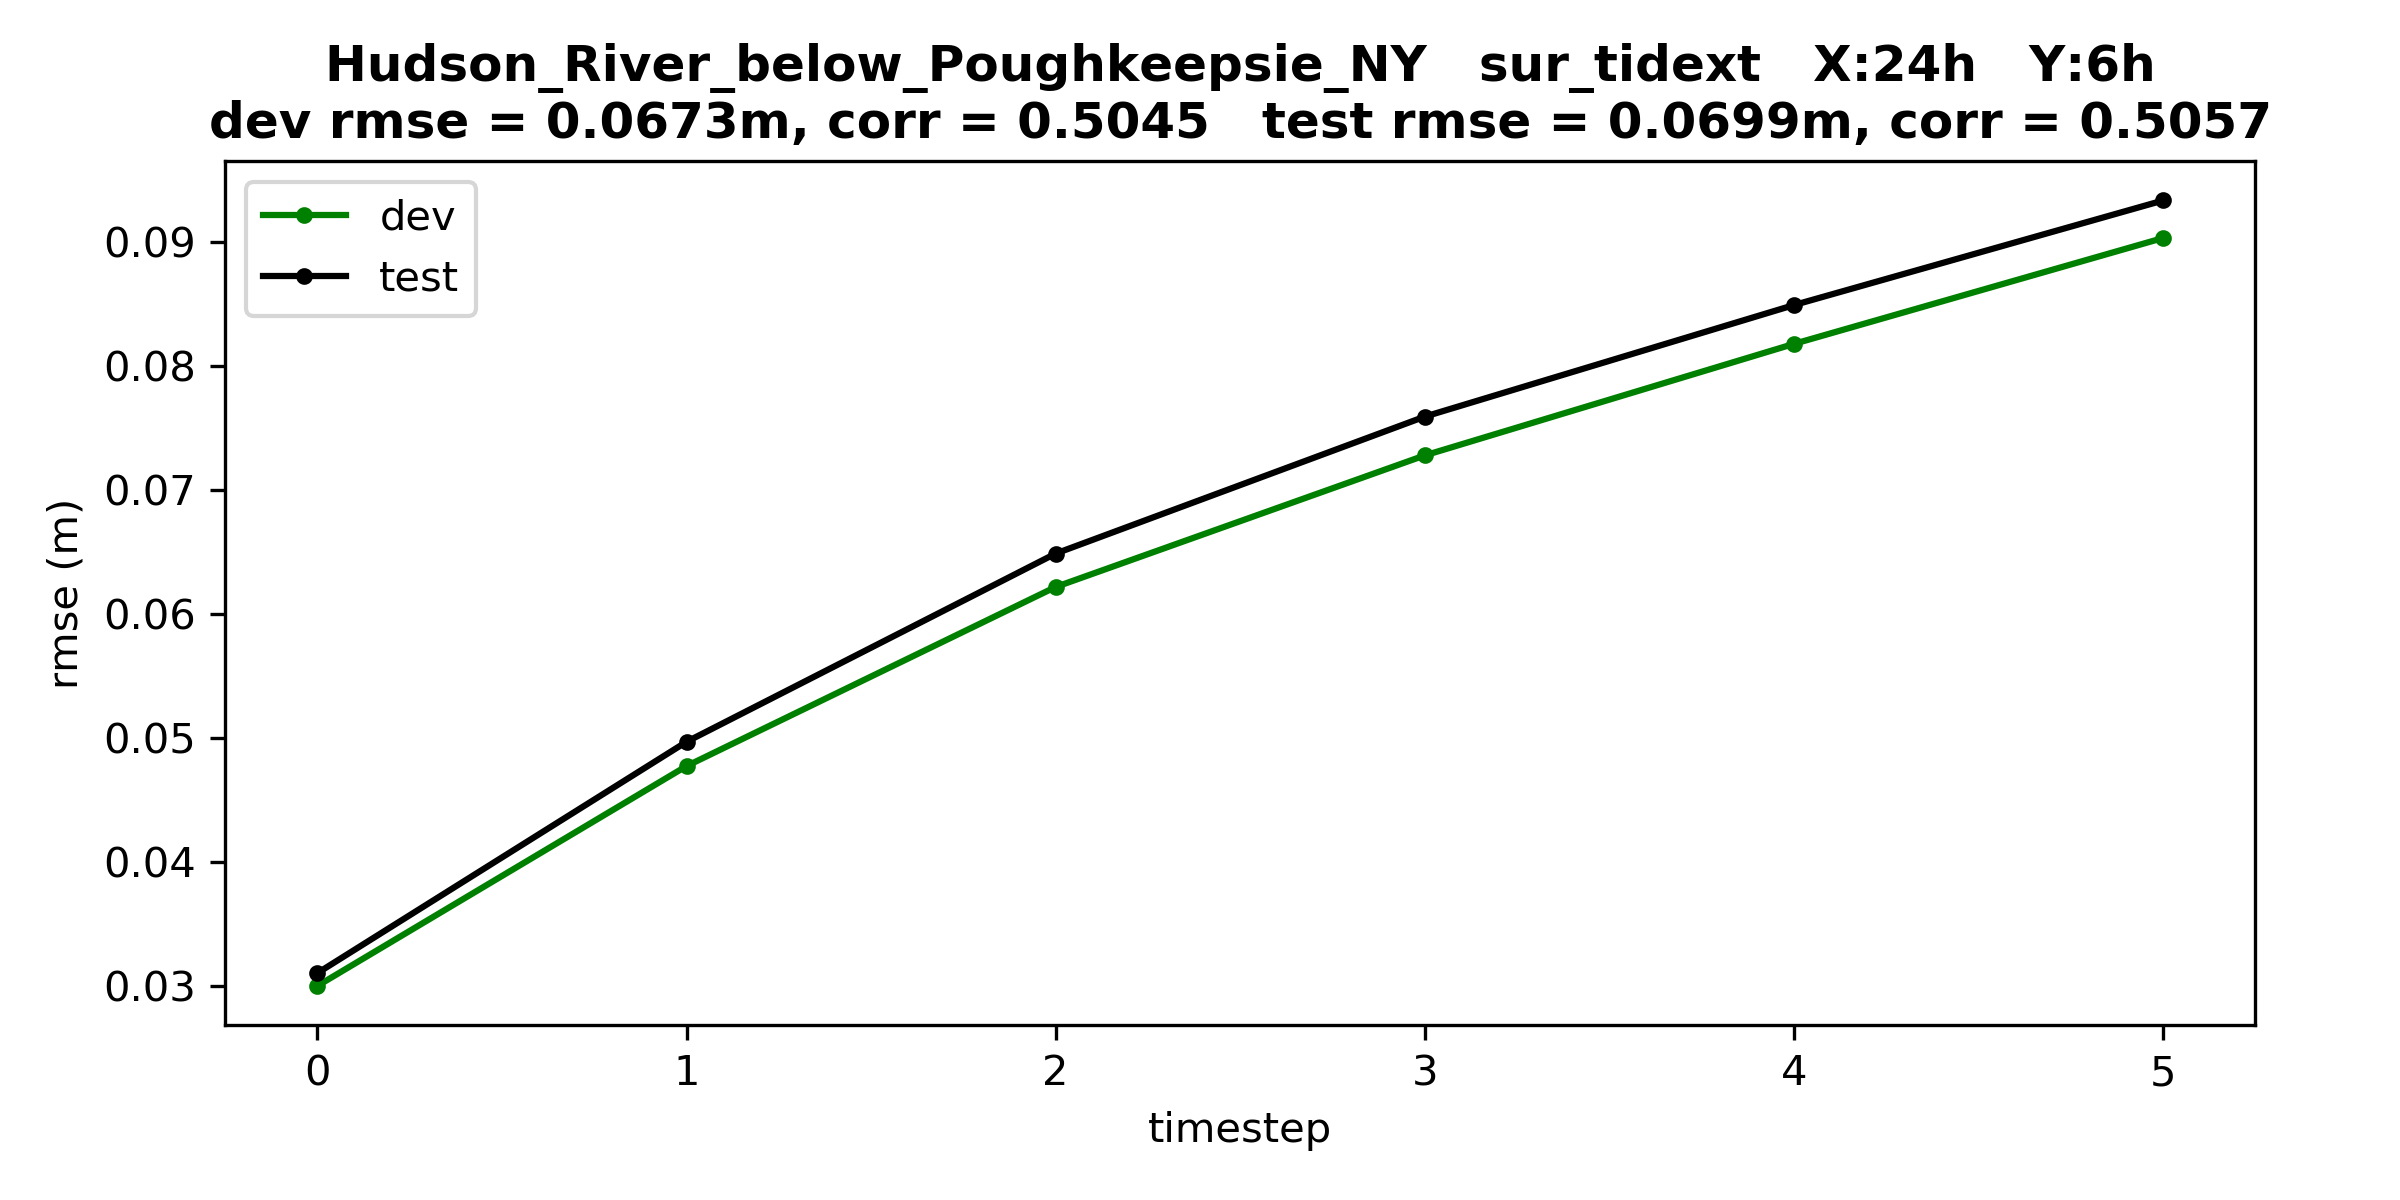 Hudson_River_below_Poughkeepsie_NY   sur_tidext   X:24h   Y:6h
dev rmse = 0.0673m, corr = 0.5045   test rmse = 0.0699m, corr = 0.5057
dev
test
0.09
0.08
0.07
0.06
0.05
0.04
0.03
rmse (m)
0 1 2 3 4 5
timestep